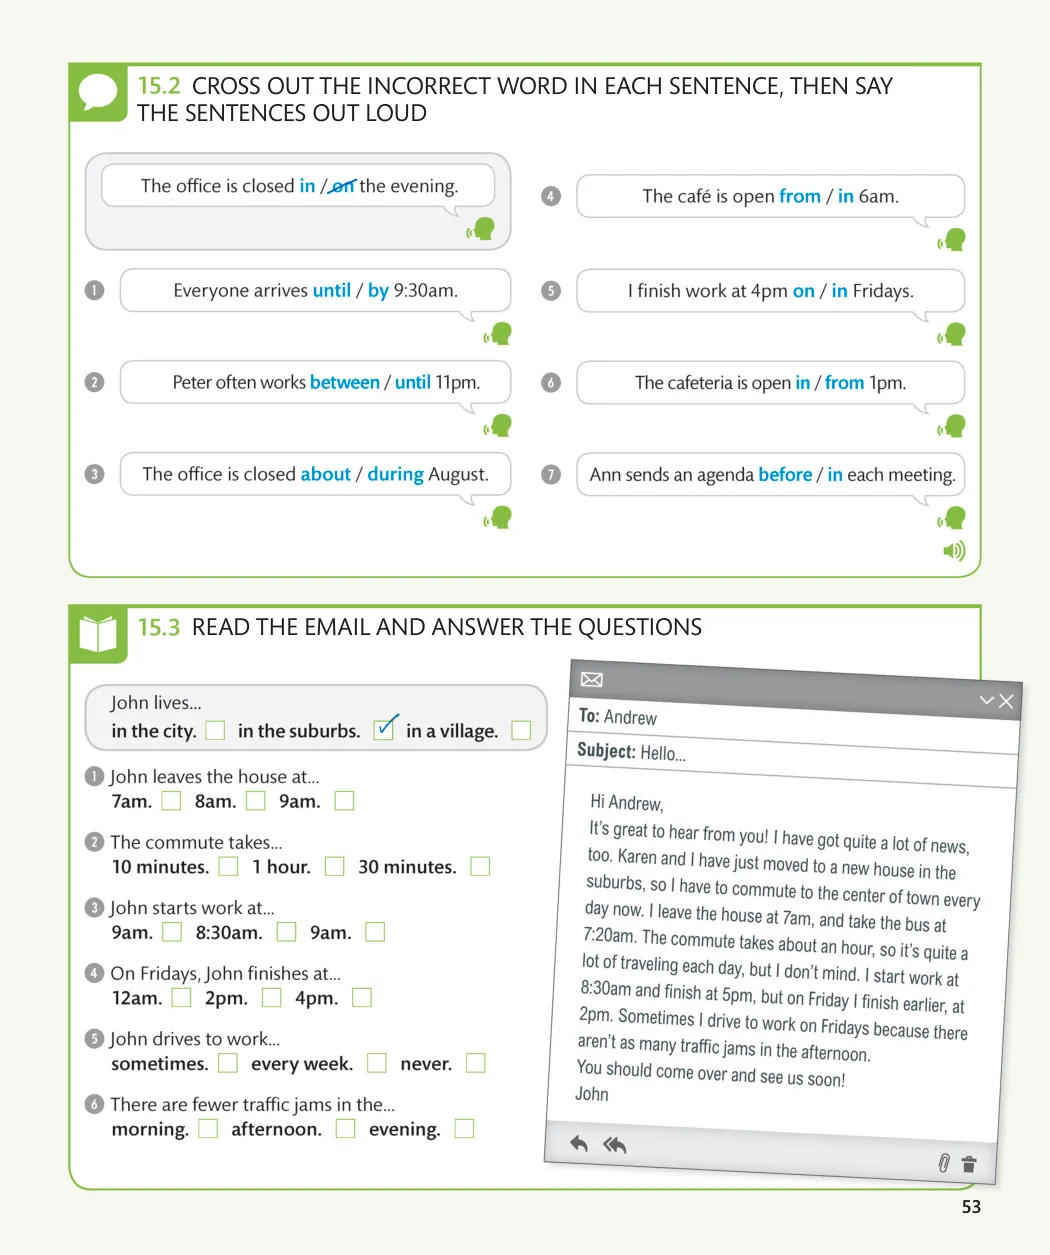 15.2 CROSS OUT THE INCORRECT WORD IN EACH SENTENCE, THEN SAY
THE SENTENCES OUT LOUD
The office is closed in / on the evening.
1 Everyone arrives until / by 9:30am.
2 Peter often works between / until 11pm.
3 The office is closed about / during August.
4 The café is open from / in 6am.
5 I finish work at 4pm on / in Fridays.
6 The cafeteria is open in / from 1pm.
7 Ann sends an agenda before / in each meeting.
15.3 READ THE EMAIL AND ANSWER THE QUESTIONS
John lives...
in the city. in the suburbs. in a village.
1 John leaves the house at...
7am. 8am. 9am.
2 The commute takes...
10 minutes. 1 hour. 30 minutes.
3 John starts work at...
9am. 8:30am. 9am.
4 On Fridays, John finishes at...
12am. 2pm. 4pm.
5 John drives to work...
sometimes. every week. never.
6 There are fewer traffic jams in the...
morning. afternoon. evening.
To: Andrew
Subject: Hello...
Hi Andrew,
It's great to hear from you! I have got quite a lot of news,
too. Karen and I have just moved to a new house in the
suburbs, so I have to commute to the center of town every
day now. I leave the house at 7am, and take the bus at
7:20am. The commute takes about an hour, so it's quite a
lot of traveling each day, but I don't mind. I start work at
8:30am and finish at 5pm, but on Friday I finish earlier, at
2pm. Sometimes I drive to work on Fridays because there
aren't as many traffic jams in the afternoon.
You should come over and see us soon!
John
53